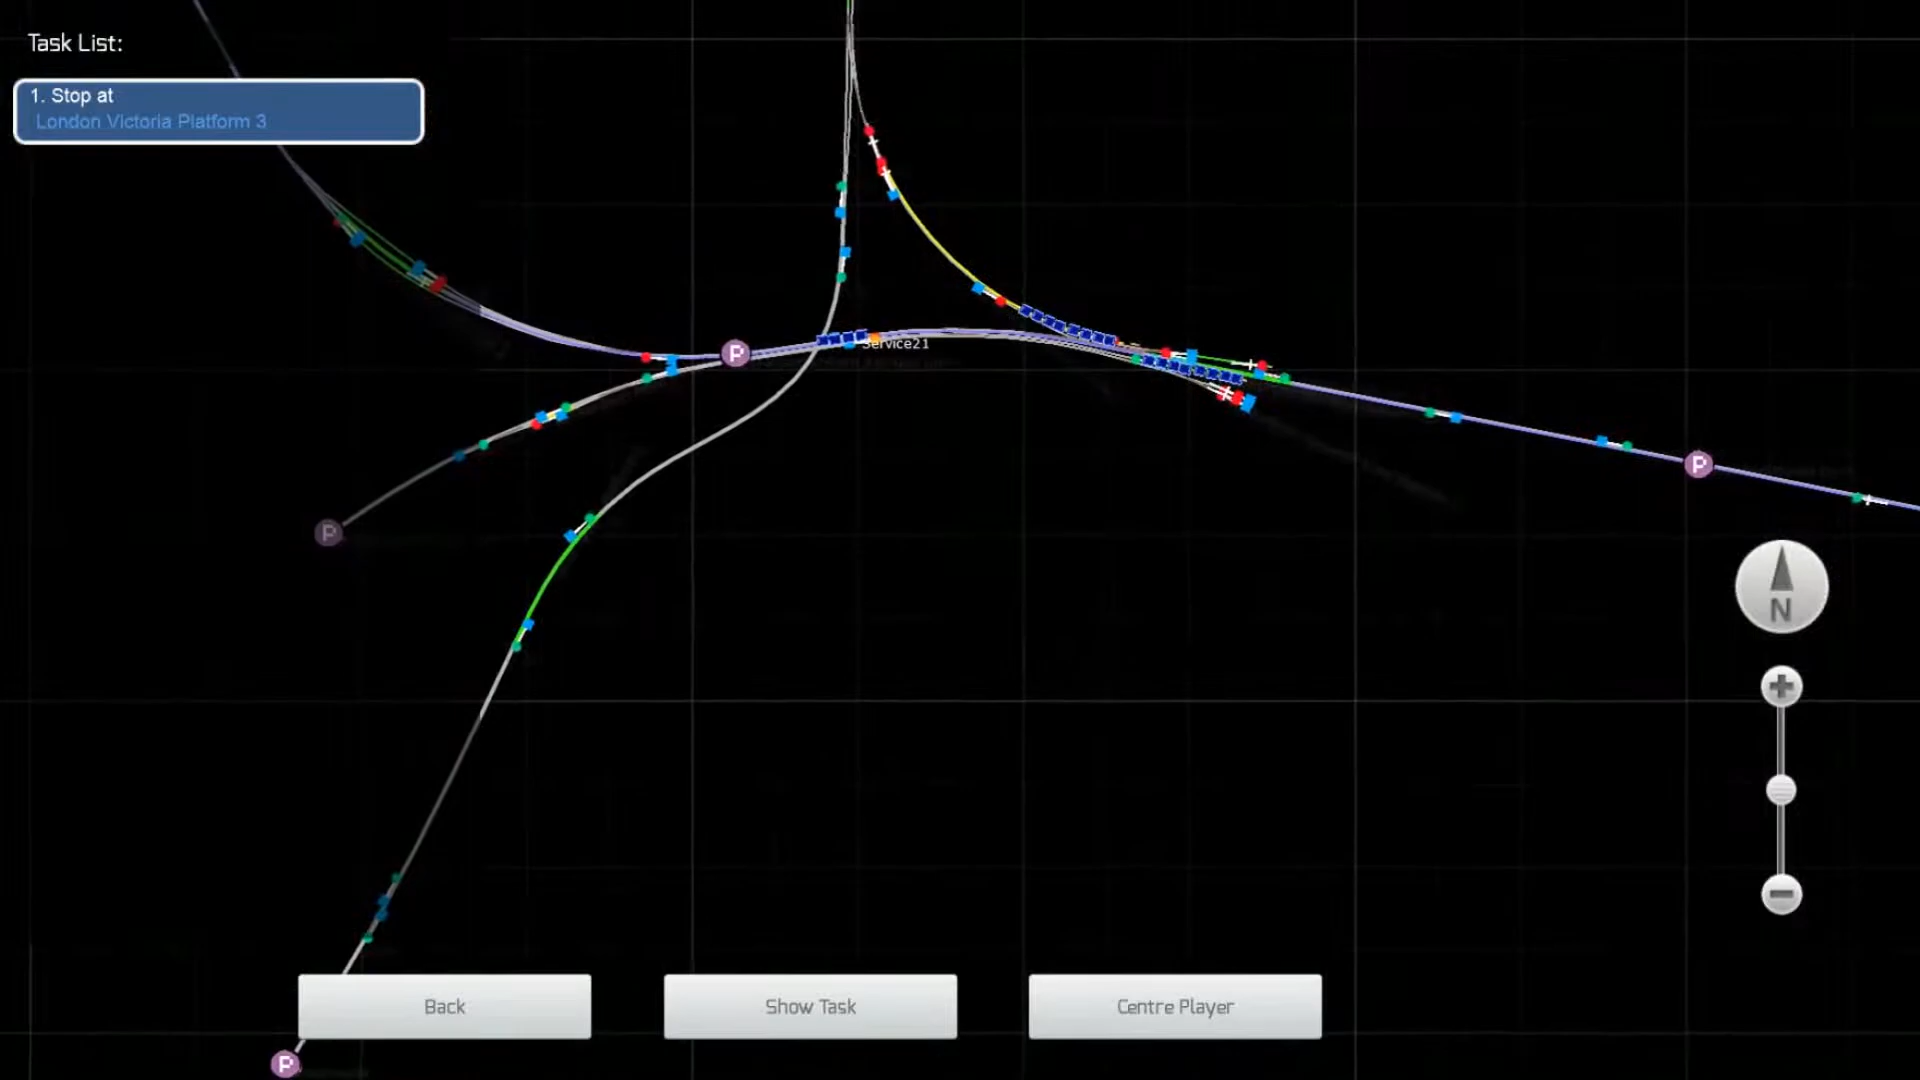 Task List:
1. Stop at
London Victoria Platform 3
Service21
P
P
P
P
N
Back
Show Task
Centre Player